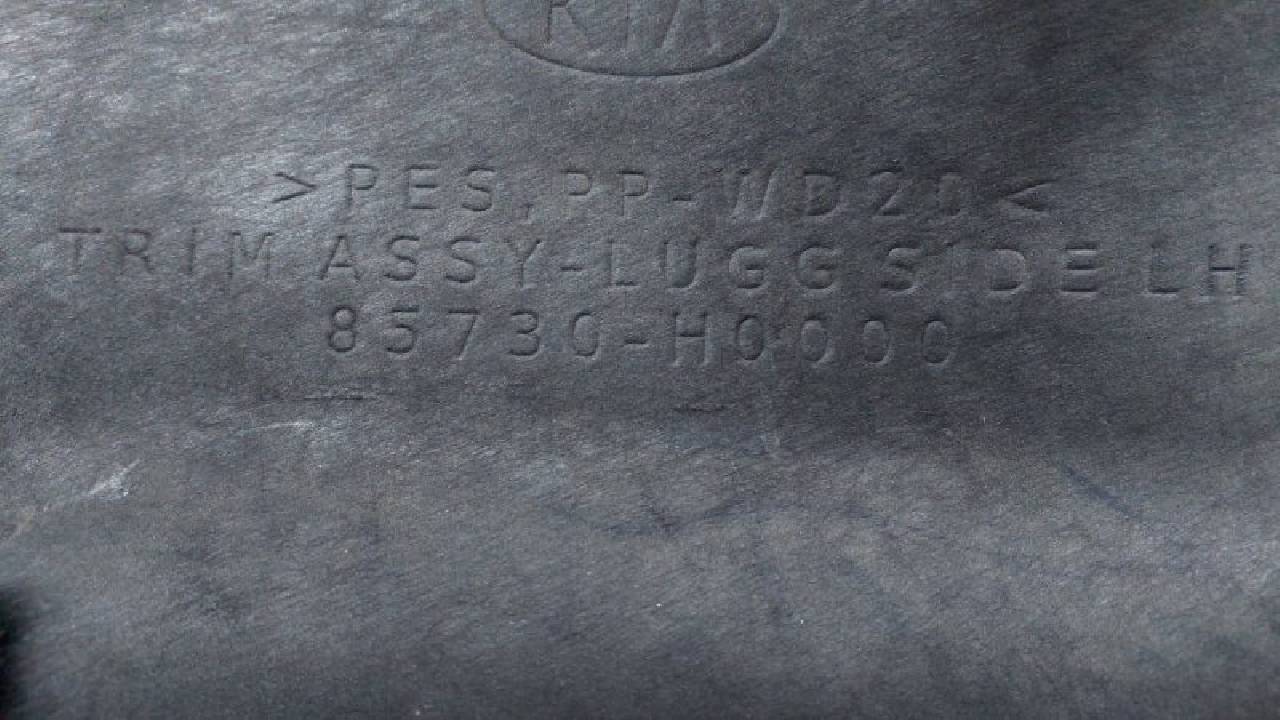 KIA
>PES,PP-WD20<
TRIM ASSY-LUGG SIDE LH
85730-H0000